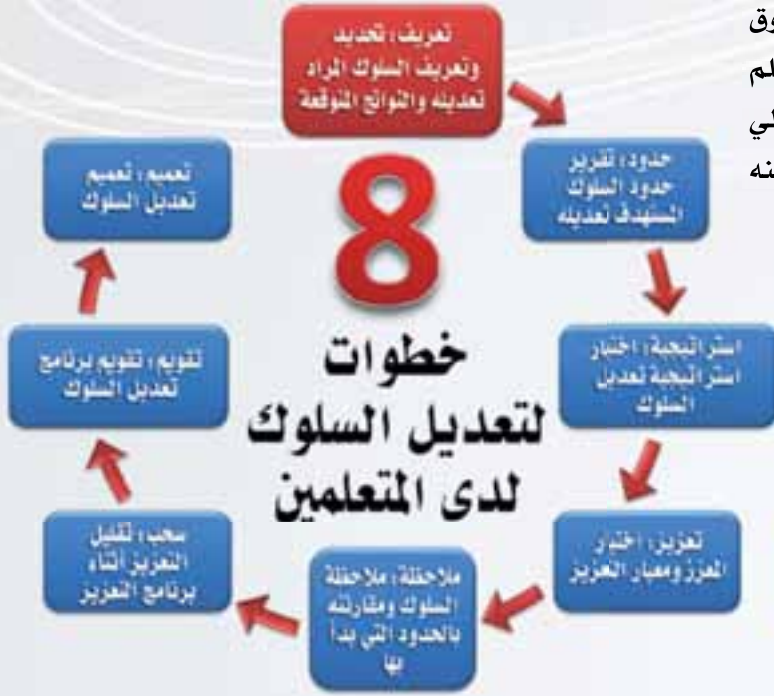 تعريف: تحديد
وتعريف السلوك المراد
تعديله والنواتج المتوقعة
حدود: تقرير
حدود السلوك
المستهدف تعديله
استراتيجية: اختيار
استراتيجية تعديل
السلوك
تعزيز: اختيار
المعزز ومعيار التعزيز
ملاحظة: ملاحظة
السلوك ومقارنته
بالحدود التي بدأ
بها
سحب: تقليل
التعزيز أثناء
برنامج التعزيز
تقويم: تقويم برنامج
تعديل السلوك
تعميم: تعميم
تعديل السلوك
8
خطوات
لتعديل السلوك
لدى المتعلمين